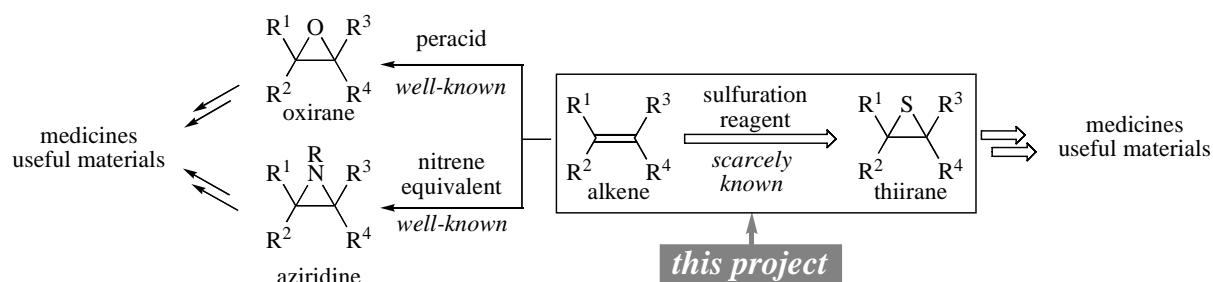 R1 O R3
R2 R4
oxirane
peracid
well-known
medicines
useful materials
R
R1 N R3
R2 R4
aziridine
nitrene
equivalent
well-known
R1 R3
R2 R4
alkene
sulfuration
reagent
scarcely
known
R1 S R3
R2 R4
thiirane
medicines
useful materials
this project